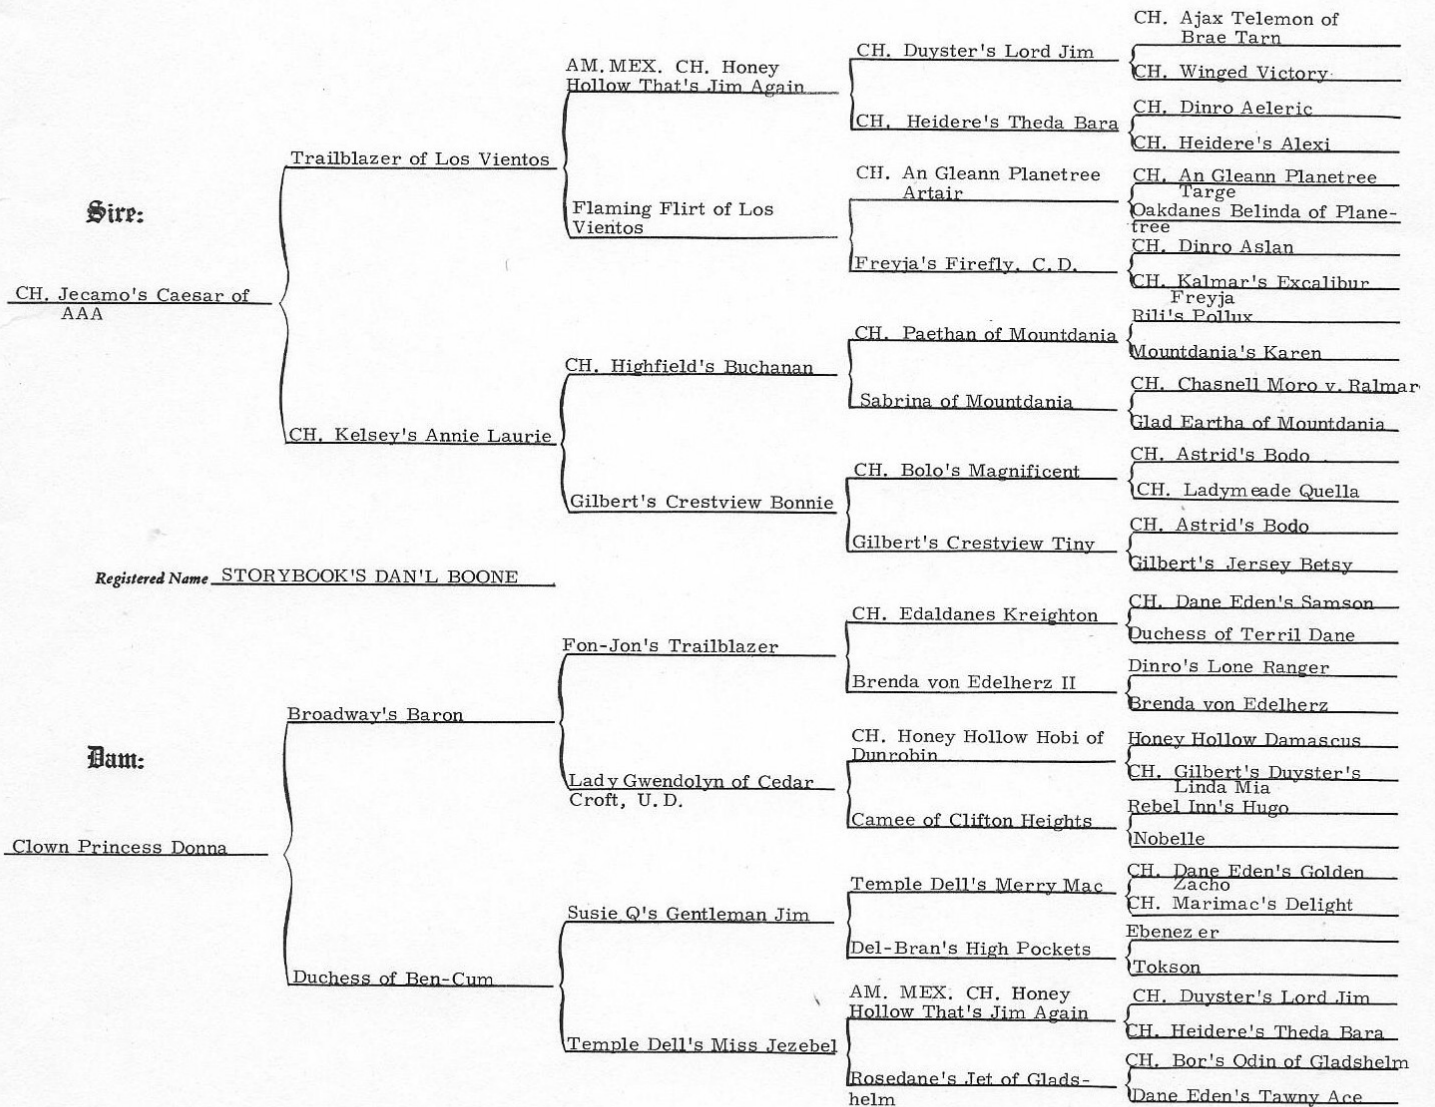 Sire:
CH. Jecamo's Caesar of
AAA
Trailblazer of Los Vientos
CH. Kelsey's Annie Laurie
AM. MEX. CH. Honey
Hollow That's Jim Again
Flaming Flirt of Los
Vientos
CH. Highfield's Buchanan
Gilbert's Crestview Bonnie
CH. Duyster's Lord Jim
CH. Heidere's Theda Bara
CH. An Gleann Planetree
Artair
Freyja's Firefly, C.D.
CH. Paethan of Mountdania
Sabrina of Mountdania
CH. Bolo's Magnificent
Gilbert's Crestview Tiny
CH. Ajax Telemon of
Brae Tarn
CH. Winged Victory
CH. Dinro Aeleric
CH. Heidere's Alexi
CH. An Gleann Planetree
Targe
Oakdanes Belinda of Plane-
tree
CH. Dinro Aslan
CH. Kalmar's Excalibur
Freyja
Rili's Pollux
Mountdania's Karen
CH. Chasnell Moro v. Ralmar
Glad Eartha of Mountdania
CH. Astrid's Bodo
CH. Ladymeade Quella
CH. Astrid's Bodo
Gilbert's Jersey Betsy
Registered Name STORYBOOK'S DAN'L BOONE
Dam:
Clown Princess Donna
Broadway's Baron
Duchess of Ben-Cum
Fon-Jon's Trailblazer
Lady Gwendolyn of Cedar
Croft, U.D.
Susie Q's Gentleman Jim
Temple Dell's Miss Jezebel
CH. Edaldanes Kreighton
Brenda von Edelherz II
CH. Honey Hollow Hobi of
Dunrobin
Camee of Clifton Heights
Temple Dell's Merry Mac
Del-Bran's High Pockets
AM. MEX. CH. Honey
Hollow That's Jim Again
Rosedane's Jet of Glads-
helm
CH. Dane Eden's Samson
Duchess of Terril Dane
Dinro's Lone Ranger
Brenda von Edelherz
Honey Hollow Damascus
CH. Gilbert's Duyster's
Linda Mia
Rebel Inn's Hugo
Nobelle
CH. Dane Eden's Golden
Zacho
CH. Marimac's Delight
Ebenezer
Tokson
CH. Duyster's Lord Jim
CH. Heidere's Theda Bara
CH. Bor's Odin of Gladshelm
Dane Eden's Tawny Ace